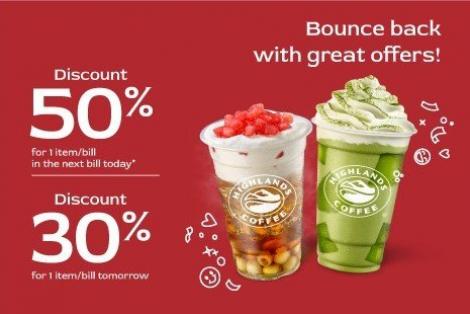 Bounce back
with great offers!
Discount
50%
for 1 item/bill
in the next bill today*
Discount
30%
for 1 item/bill tomorrow
HIGHLANDS
COFFEE
HIGHLANDS
COFFEE